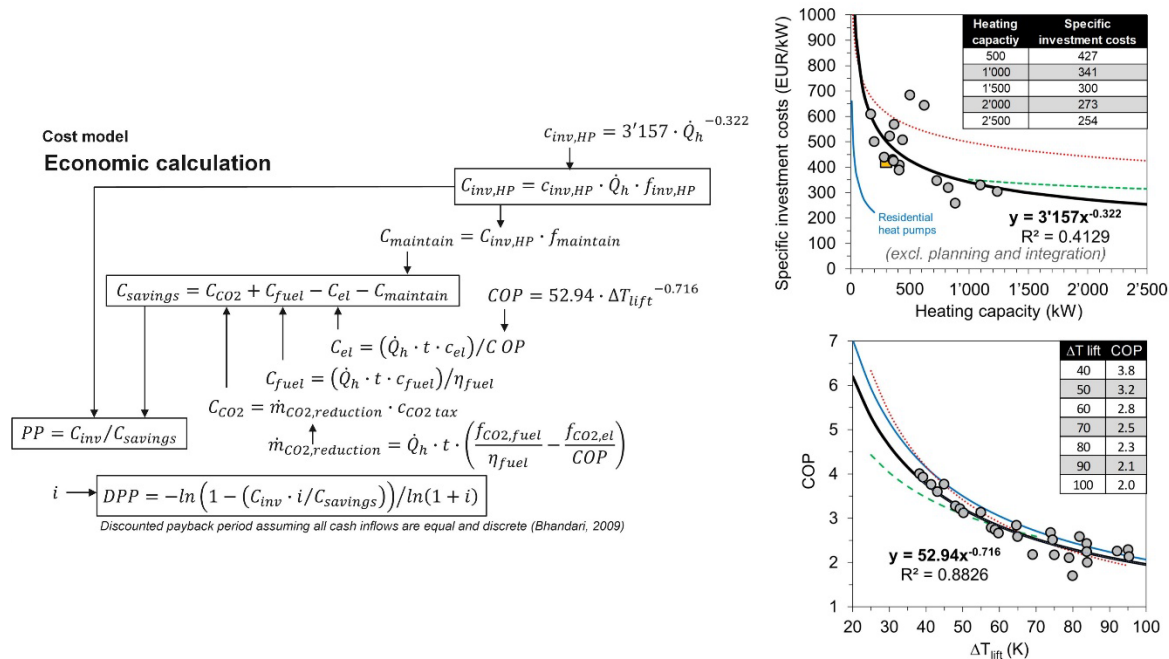 Cost model
Economic calculation
c_inv,HP = 3'157 · Q̇_h^−0.322
C_inv,HP = c_inv,HP · Q̇_h · f_inv,HP
C_maintain = C_inv,HP · f_maintain
C_savings = C_CO2 + C_fuel − C_el − C_maintain
COP = 52.94 · ΔT_lift^−0.716
C_el = (Q̇_h · t · c_el)/COP
C_fuel = (Q̇_h · t · c_fuel)/η_fuel
C_CO2 = ṁ_CO2,reduction · c_CO2 tax
PP = C_inv/C_savings
ṁ_CO2,reduction = Q̇_h · t · (f_CO2,fuel/η_fuel − f_CO2,el/COP)
i
DPP = −ln(1 − (C_inv · i/C_savings))/ln(1 + i)
Discounted payback period assuming all cash inflows are equal and discrete (Bhandari, 2009)
Specific investment costs (EUR/kW)
1000
900
800
700
600
500
400
300
200
100
0
Heating capactiy Specific investment costs
500 427
1'000 341
1'500 300
2'000 273
2'500 254
Residential heat pumps
y = 3'157x^-0.322
R² = 0.4129
(excl. planning and integration)
0 500 1'000 1'500 2'000 2'500
Heating capacity (kW)
COP
7
6
5
4
3
2
1
ΔT lift COP
40 3.8
50 3.2
60 2.8
70 2.5
80 2.3
90 2.1
100 2.0
y = 52.94x^-0.716
R² = 0.8826
20 30 40 50 60 70 80 90 100
ΔT_lift (K)